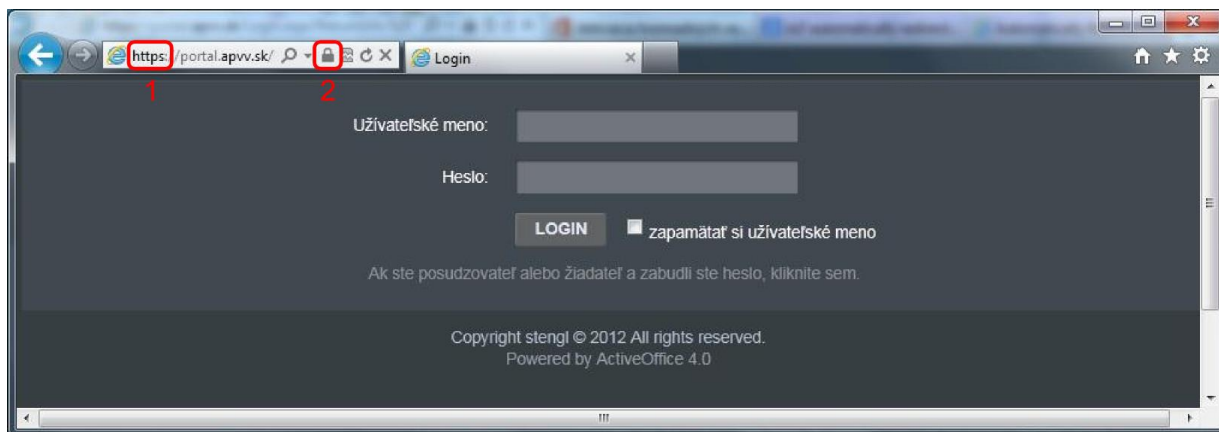 https://portal.apvv.sk/
Login
1
2
Užívateľské meno:
Heslo:
LOGIN
zapamätať si užívateľské meno
Ak ste posudzovateľ alebo žiadateľ a zabudli ste heslo, kliknite sem.
Copyright stengl © 2012 All rights reserved.
Powered by ActiveOffice 4.0